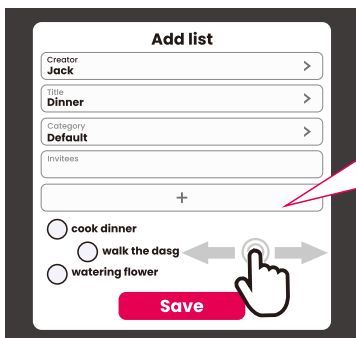 Add list
Creator
Jack
Title
Dinner
Category
Default
Invitees
+
cook dinner
walk the dasg
watering flower
Save